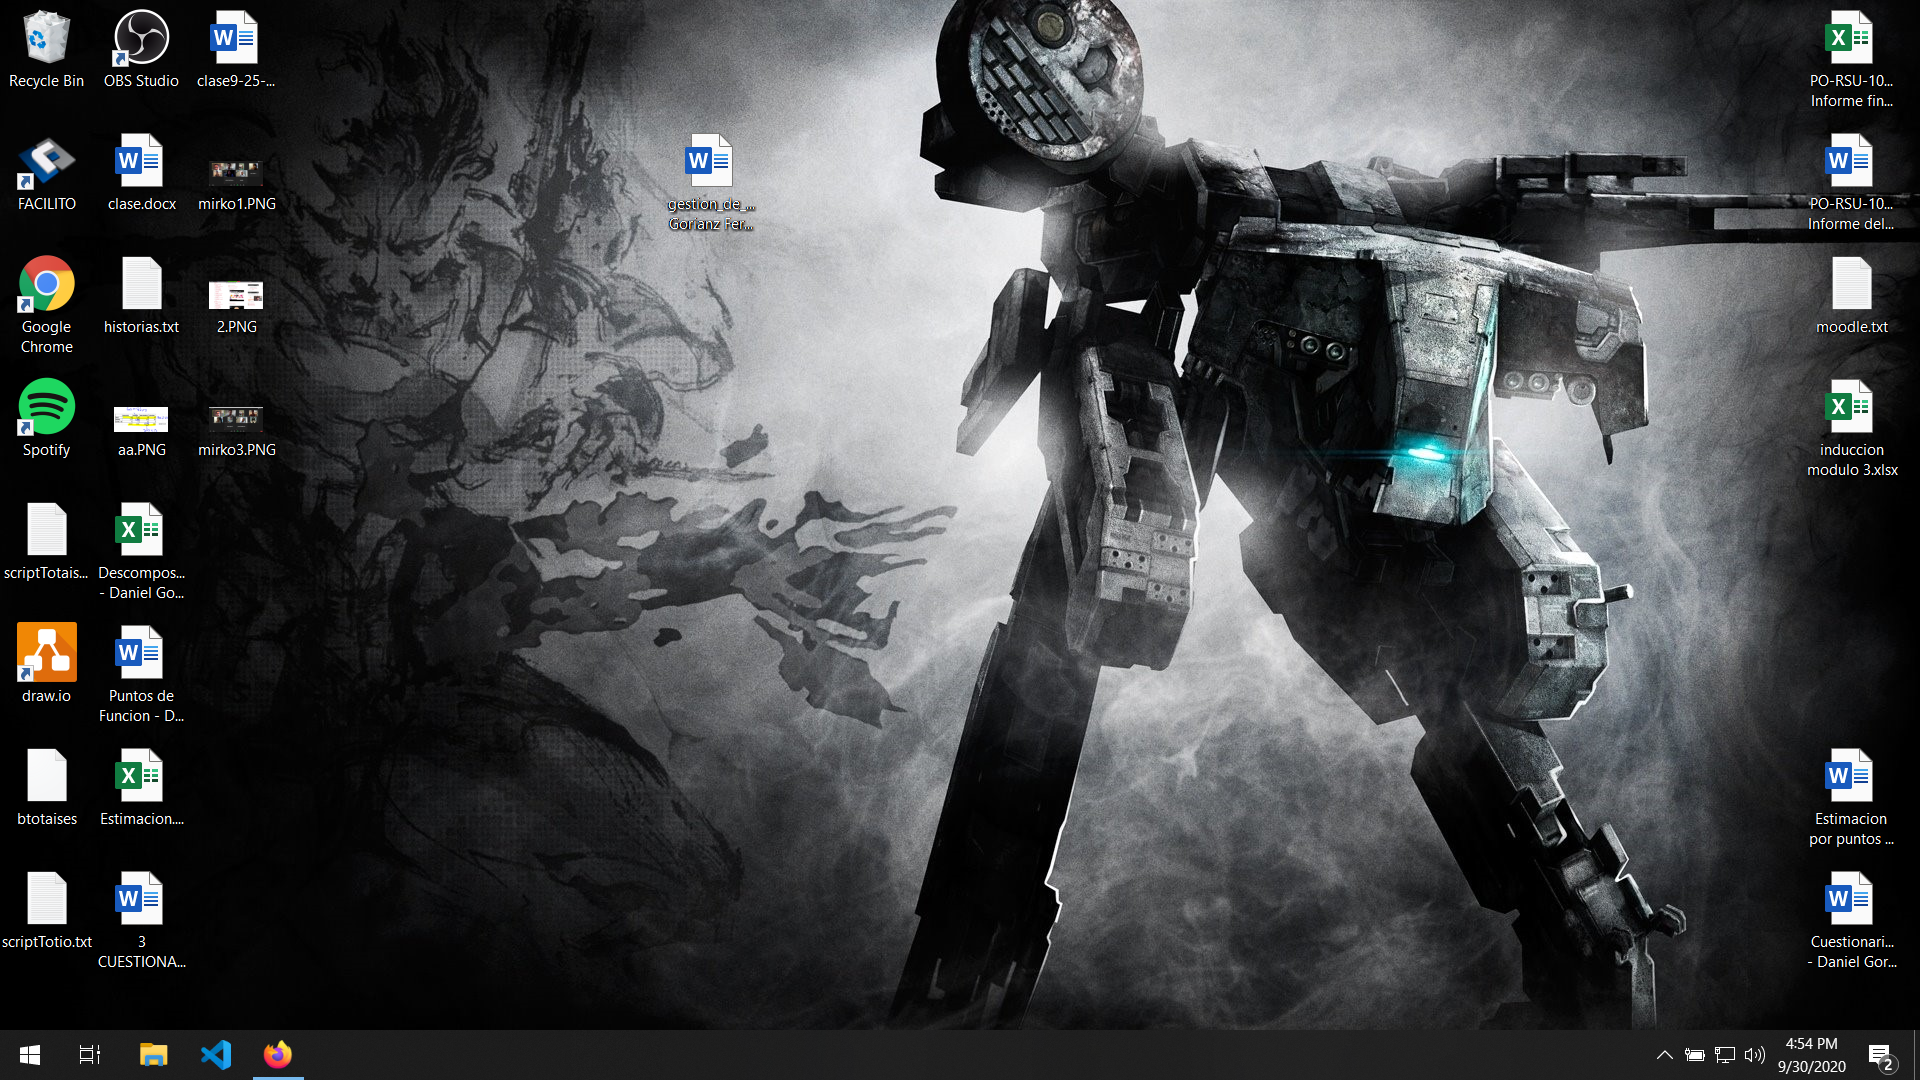 Recycle Bin
OBS Studio
clase9-25-...
FACILITO
clase.docx
mirko1.PNG
Google
Chrome
historias.txt
2.PNG
Spotify
aa.PNG
mirko3.PNG
scriptTotais...
Descompos...
- Daniel Go...
draw.io
Puntos de
Funcion - D...
btotaises
Estimacion....
scriptTotio.txt
3
CUESTIONA...
gestion_de_...
Gorianz Fer...
PO-RSU-10...
Informe fin...
PO-RSU-10...
Informe del...
moodle.txt
induccion
modulo 3.xlsx
Estimacion
por puntos ...
Cuestionari...
- Daniel Gor...
4:54 PM
9/30/2020
2